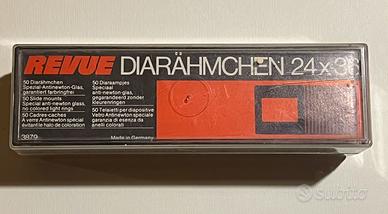 REVUE DIARÄHMCHEN 24x36
50 Diarähmchen
Spezial-Antinewton-Glas,
garantiert farbringfrei
50 Slide mounts
Special anti-newton glass,
no colored light rings
50 Cadres-caches
A verre Antinewton spécial
évitant le halo de coloration
50 Diaraampjes
Speciaal
anti-newton-glas,
gegarandeerd zonder
kleurenringen
50 Telaietti per diapositive
Vetro Antinewton speciale
garanzia di esenza da
anelli colorati
3879
Made in Germany
subito